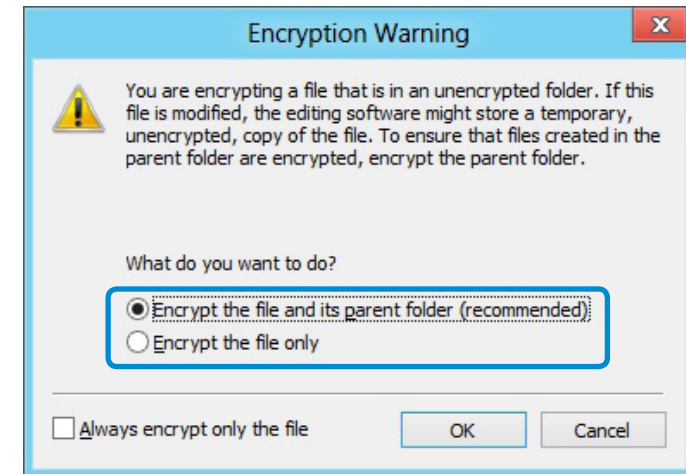 Encryption Warning
x
You are encrypting a file that is in an unencrypted folder. If this
file is modified, the editing software might store a temporary,
unencrypted, copy of the file. To ensure that files created in the
parent folder are encrypted, encrypt the parent folder.
What do you want to do?
Encrypt the file and its parent folder (recommended)
Encrypt the file only
Always encrypt only the file
OK
Cancel